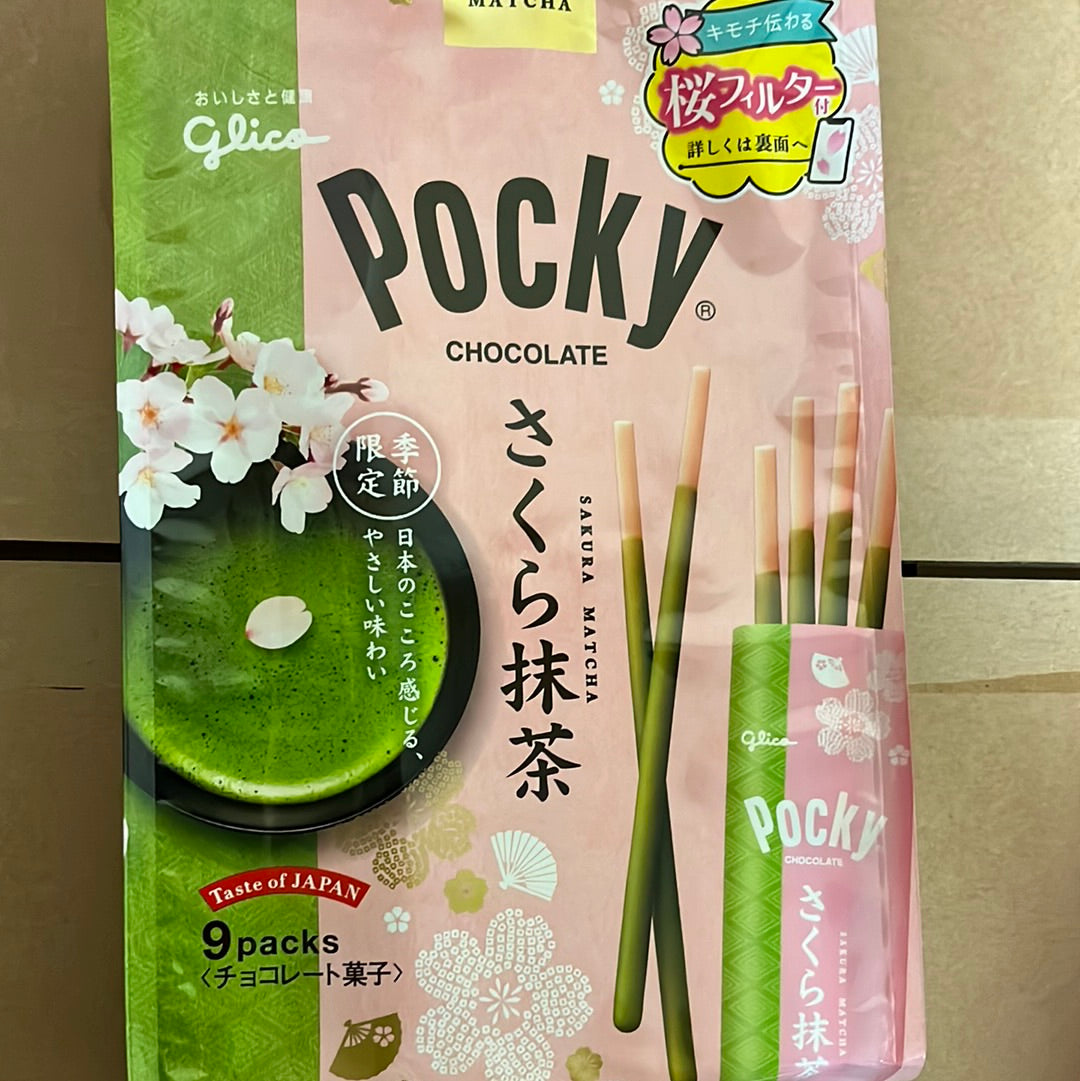 MATCHA
キモチ伝わる
桜フィルター付
詳しくは裏面へ
おいしさと健康
glico
Pocky®
CHOCOLATE
さくら抹茶
SAKURA MATCHA
季節
限定
日本のこころ感じる、
やさしい味わい
Taste of JAPAN
9packs
〈チョコレート菓子〉
glico
Pocky
CHOCOLATE
さくら抹茶
SAKURA MATCHA